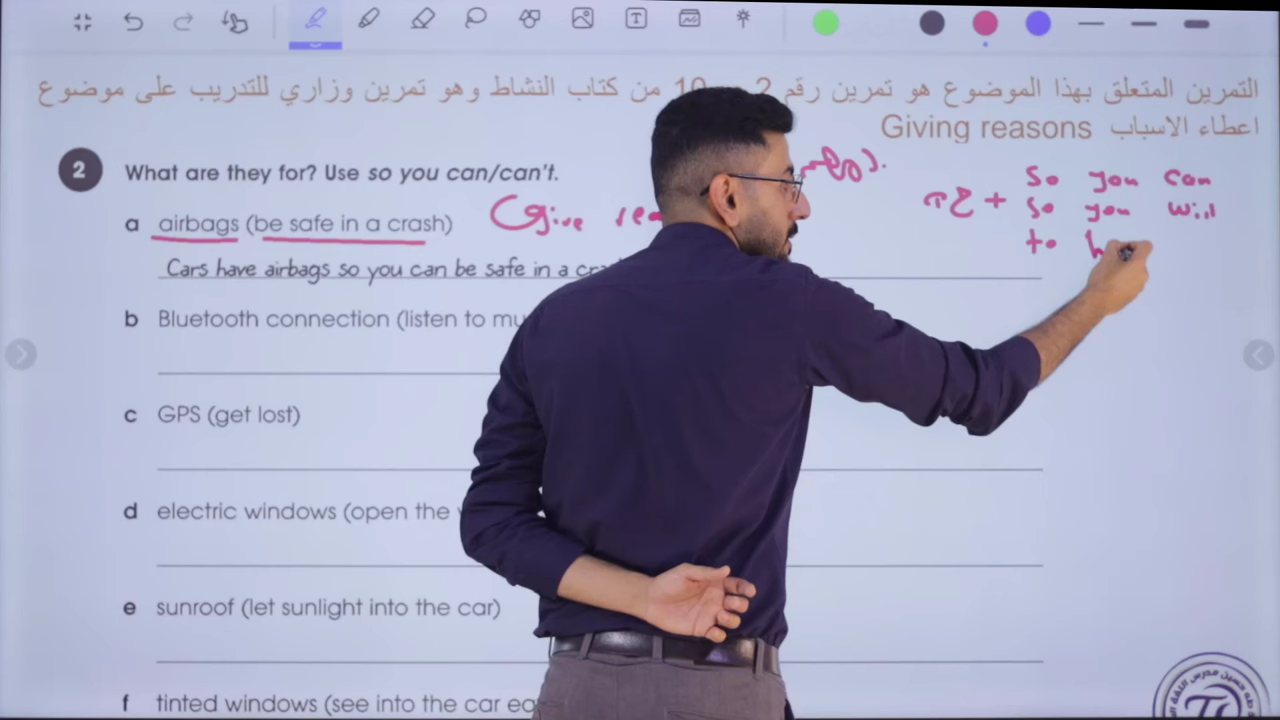 التمرين المتعلق بهذا الموضوع هو تمرين رقم 2 10 من كتاب النشاط وهو تمرين وزاري للتدريب على موضوع
اعطاء الاسباب Giving reasons
2 What are they for? Use so you can/can't.
a airbags (be safe in a crash)
Give
Cars have airbags so you can be safe in a
+ so you can
so you will
to
b Bluetooth connection (listen to
c GPS (get lost)
d electric windows (open the
e sunroof (let sunlight into the car)
f tinted windows (see into the car